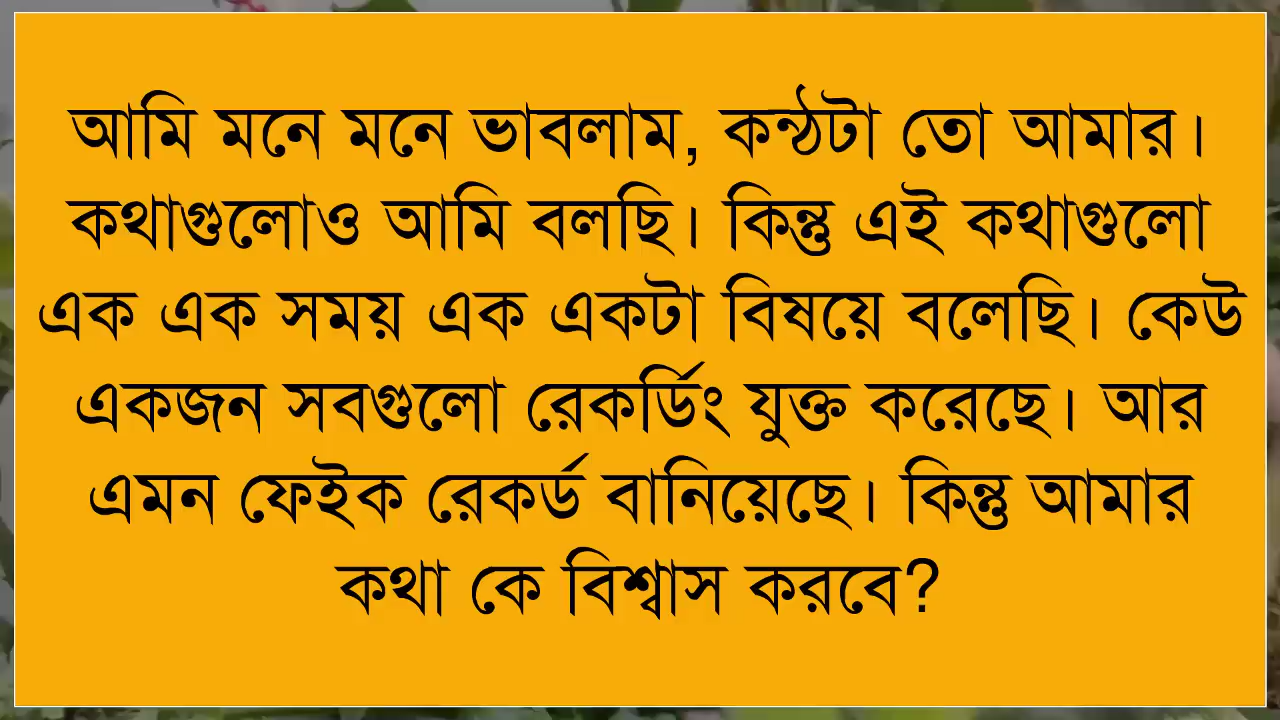 আমি মনে মনে ভাবলাম, কন্ঠটা তো আমার।
কথাগুলোও আমি বলছি। কিন্তু এই কথাগুলো
এক এক সময় এক একটা বিষয়ে বলেছি। কেউ
একজন সবগুলো রেকর্ডিং যুক্ত করেছে। আর
এমন ফেইক রেকর্ড বানিয়েছে। কিন্তু আমার
কথা কে বিশ্বাস করবে?